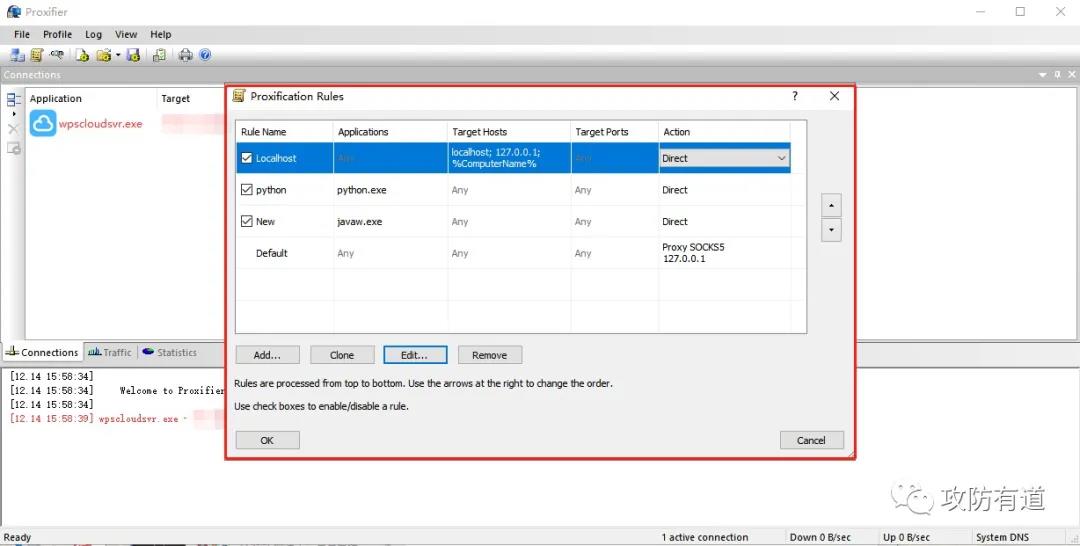 Proxifier
File Profile Log View Help
Connections
Application Target
wpscloudsvr.exe
Proxification Rules
Rule Name Applications Target Hosts Target Ports Action
Localhost Any localhost; 127.0.0.1; %ComputerName% Any Direct
python python.exe Any Any Direct
New javaw.exe Any Any Direct
Default Any Any Any Proxy SOCKS5 127.0.0.1
Add... Clone Edit... Remove
Rules are processed from top to bottom. Use the arrows at the right to change the order.
Use check boxes to enable/disable a rule.
OK Cancel
Connections Traffic Statistics
[12.14 15:58:34]
[12.14 15:58:34] Welcome to Proxifier
[12.14 15:58:34]
[12.14 15:58:39] wpscloudsvr.exe -
攻防有道
Ready 1 active connection Down 0 B/sec Up 0 B/sec System DNS